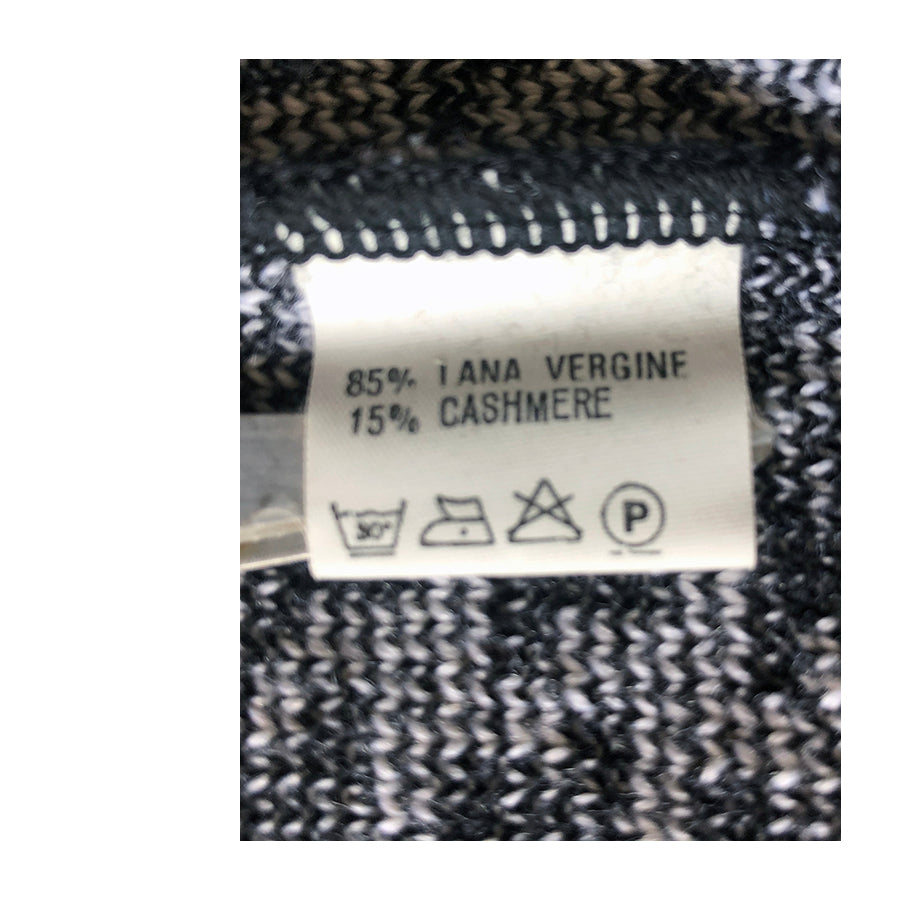 85% LANA VERGINE
15% CASHMERE
30° P